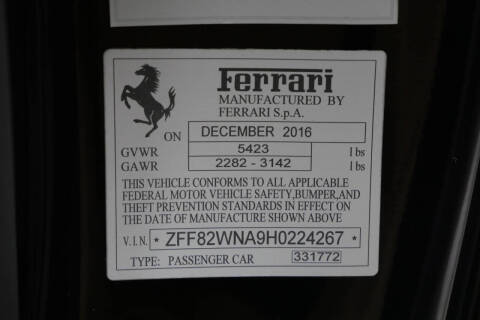 Ferrari
MANUFACTURED BY
FERRARI S.p.A.
ON DECEMBER 2016
GVWR 5423 lbs
GAWR 2282 - 3142 lbs
THIS VEHICLE CONFORMS TO ALL APPLICABLE
FEDERAL MOTOR VEHICLE SAFETY, BUMPER,AND
THEFT PREVENTION STANDARDS IN EFFECT ON
THE DATE OF MANUFACTURE SHOWN ABOVE
V.I.N. * ZFF82WNA9H0224267 *
TYPE: PASSENGER CAR 331772